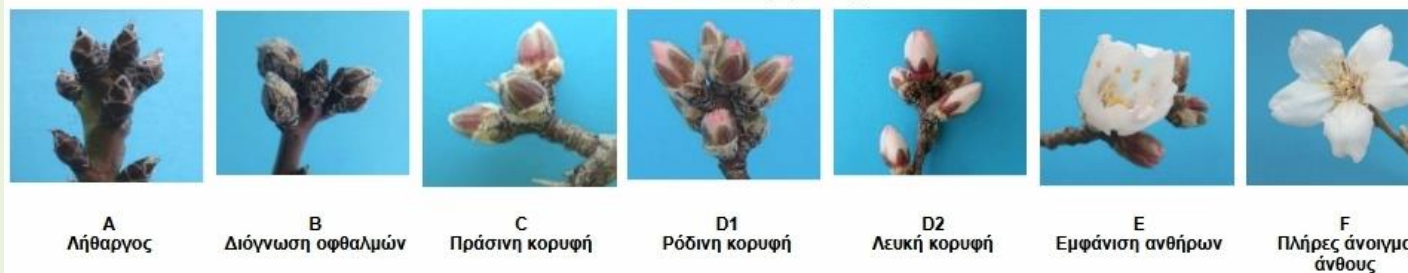 A
Λήθαργος
B
Διόγνωση οφθαλμών
C
Πράσινη κορυφή
D1
Ρόδινη κορυφή
D2
Λευκή κορυφή
E
Εμφάνιση ανθήρων
F
Πλήρες άνοιγμα
άνθους